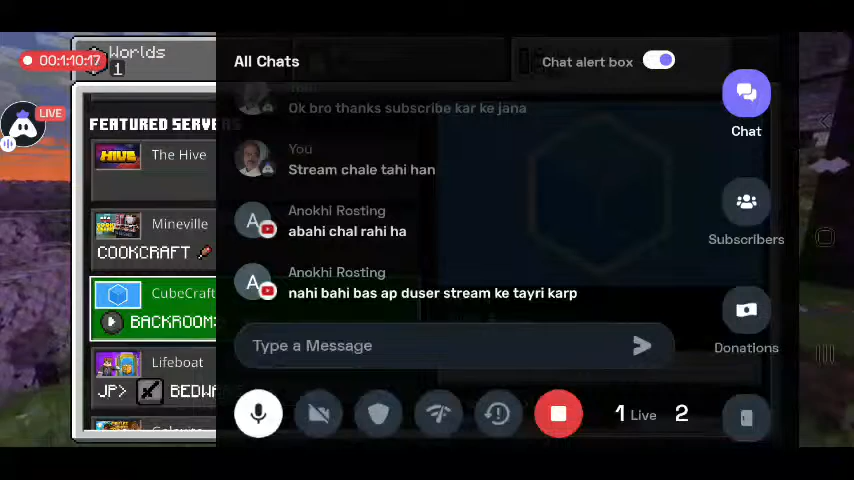 00:1:10:17
Worlds
1
LIVE
FEATURED SERVERS
HIVE
The Hive
Mineville
COOKCRAFT
CubeCraft
BACKROOMS
Lifeboat
JP> BEDWA
All Chats
Chat alert box
Ok bro thanks subscribe kar ke jana
You
Stream chale tahi han
A
Anokhi Rosting
abahi chal rahi ha
A
Anokhi Rosting
nahi bahi bas ap duser stream ke tayri karp
Type a Message
1 Live 2
Chat
Subscribers
Donations